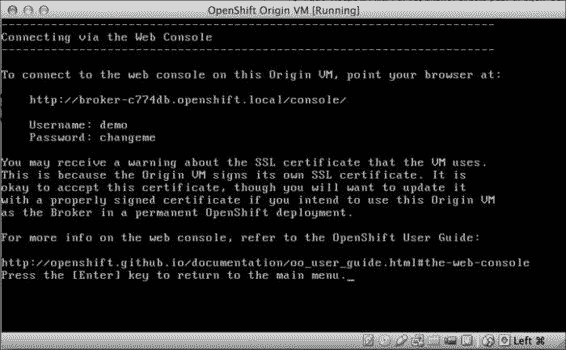 OpenShift Origin VM [Running]
-----------------------------------------------------------------
Connecting via the Web Console
-----------------------------------------------------------------
To connect to the web console on this Origin VM, point your browser at:
http://broker-c774db.openshift.local/console/
Username: demo
Password: changeme
You may receive a warning about the SSL certificate that the VM uses.
This is because the Origin VM signs its own SSL certificate. It is
okay to accept this certificate, though you will want to update it
with a properly signed certificate if you intend to use this Origin VM
as the Broker in a permanent OpenShift deployment.
For more info on the web console, refer to the OpenShift User Guide:
http://openshift.github.io/documentation/oo_user_guide.html#the-web-console
Press the [Enter] key to return to the main menu._
Left ⌘